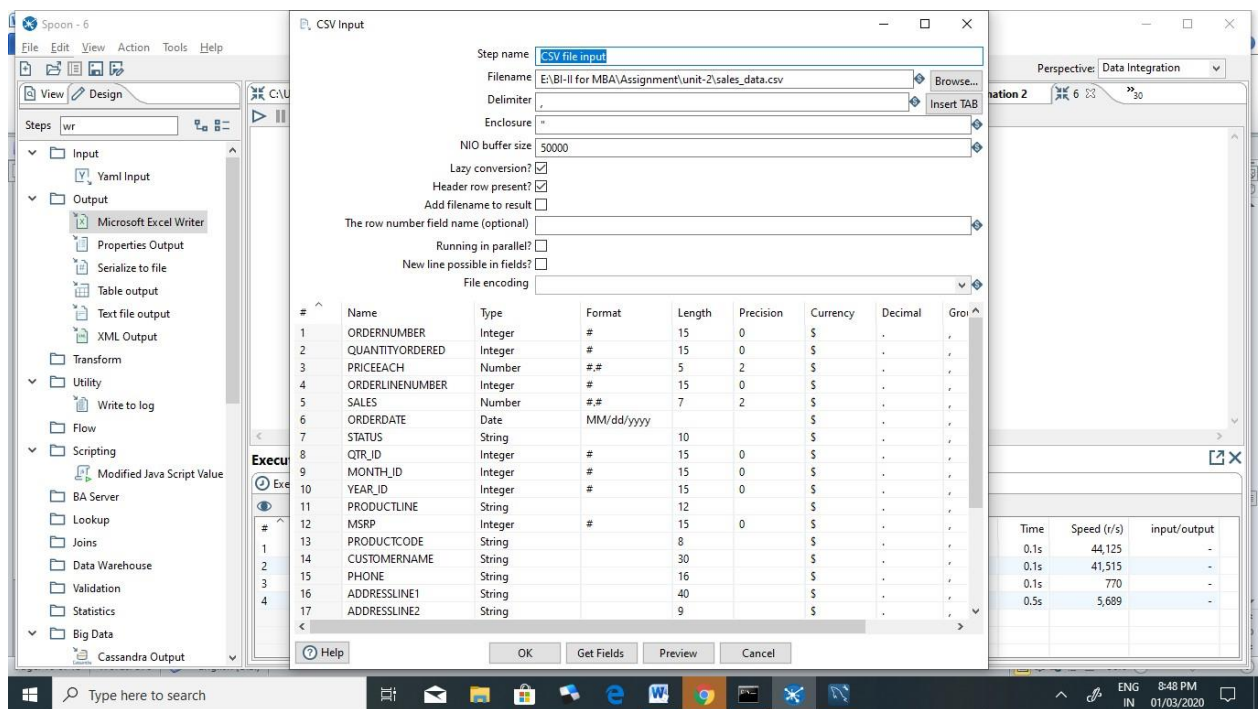 Spoon - 6
File Edit View Action Tools Help
Perspective: Data Integration
View Design
Steps wr
Input
Yaml Input
Output
Microsoft Excel Writer
Properties Output
Serialize to file
Table output
Text file output
XML Output
Transform
Utility
Write to log
Flow
Scripting
Modified Java Script Value
BA Server
Lookup
Joins
Data Warehouse
Validation
Statistics
Big Data
Cassandra Output
C:\U
nation 2 6 30
CSV Input
Step name CSV file input
Filename E:\BI-II for MBA\Assignment\unit-2\sales_data.csv Browse...
Delimiter , Insert TAB
Enclosure "
NIO buffer size 50000
Lazy conversion?
Header row present?
Add filename to result
The row number field name (optional)
Running in parallel?
New line possible in fields?
File encoding
# Name Type Format Length Precision Currency Decimal Grou
1 ORDERNUMBER Integer # 15 0 $ . ,
2 QUANTITYORDERED Integer # 15 0 $ . ,
3 PRICEEACH Number #.# 5 2 $ . ,
4 ORDERLINENUMBER Integer # 15 0 $ . ,
5 SALES Number #.# 7 2 $ . ,
6 ORDERDATE Date MM/dd/yyyy $ . ,
7 STATUS String 10 $ . ,
8 QTR_ID Integer # 15 0 $ . ,
9 MONTH_ID Integer # 15 0 $ . ,
10 YEAR_ID Integer # 15 0 $ . ,
11 PRODUCTLINE String 12 $ . ,
12 MSRP Integer # 15 0 $ . ,
13 PRODUCTCODE String 8 $ . ,
14 CUSTOMERNAME String 30 $ . ,
15 PHONE String 16 $ . ,
16 ADDRESSLINE1 String 40 $ . ,
17 ADDRESSLINE2 String 9 $ . ,
Help OK Get Fields Preview Cancel
Execu
Exe
# Time Speed (r/s) input/output
1 0.1s 44,125 -
2 0.1s 41,515 -
3 0.1s 770 -
4 0.5s 5,689 -
Type here to search
ENG 8:48 PM
IN 01/03/2020